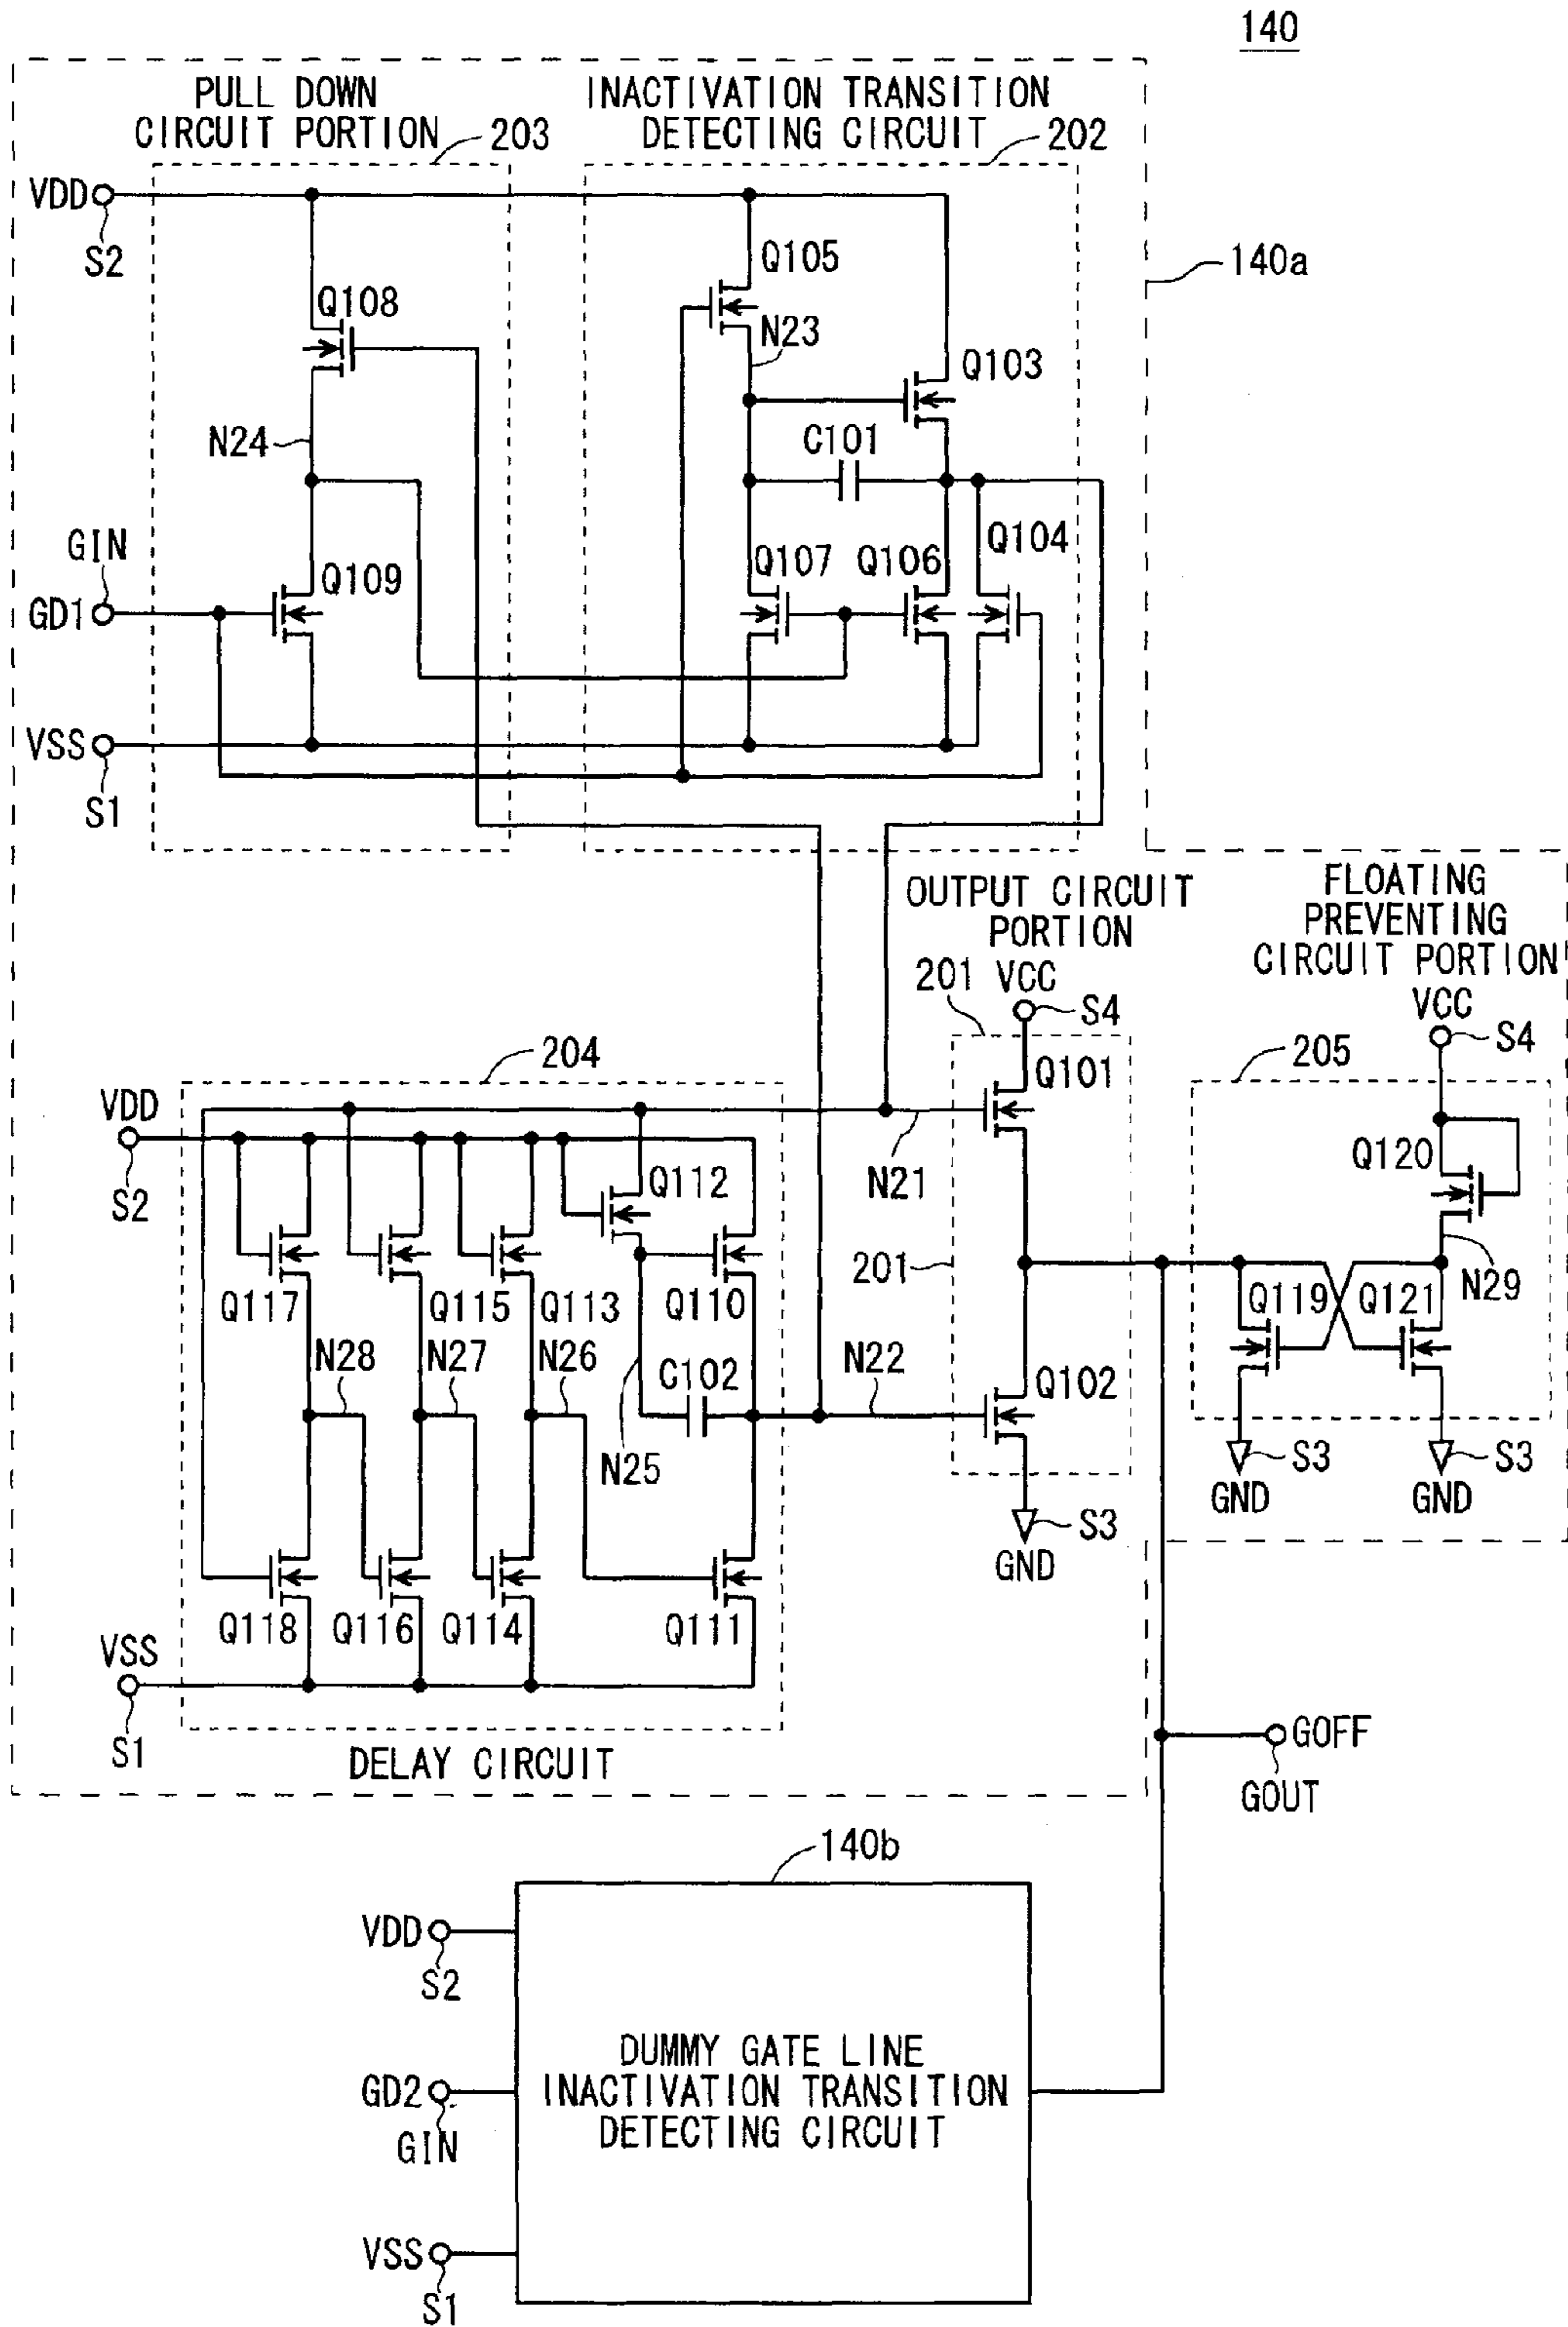 140
PULL DOWN
CIRCUIT PORTION
203
INACTIVATION TRANSITION
DETECTING CIRCUIT
202
VDD
S2
Q105
140a
Q108
N23
Q103
N24
C101
GIN
Q104
Q107
Q106
Q109
GD1
VSS
S1
OUTPUT CIRCUIT
PORTION
FLOATING
PREVENTING
CIRCUIT PORTION
201
VCC
S4
VCC
S4
204
205
Q101
VDD
S2
Q112
N21
Q120
201
Q117
Q115
Q113
Q110
Q119
Q121
N29
N28
N27
N26
C102
N22
Q102
N25
S3
S3
GND
GND
S3
GND
Q118
Q116
Q114
Q111
VSS
S1
GOFF
DELAY CIRCUIT
GOUT
140b
VDD
S2
DUMMY GATE LINE
INACTIVATION TRANSITION
DETECTING CIRCUIT
GD2
GIN
VSS
S1